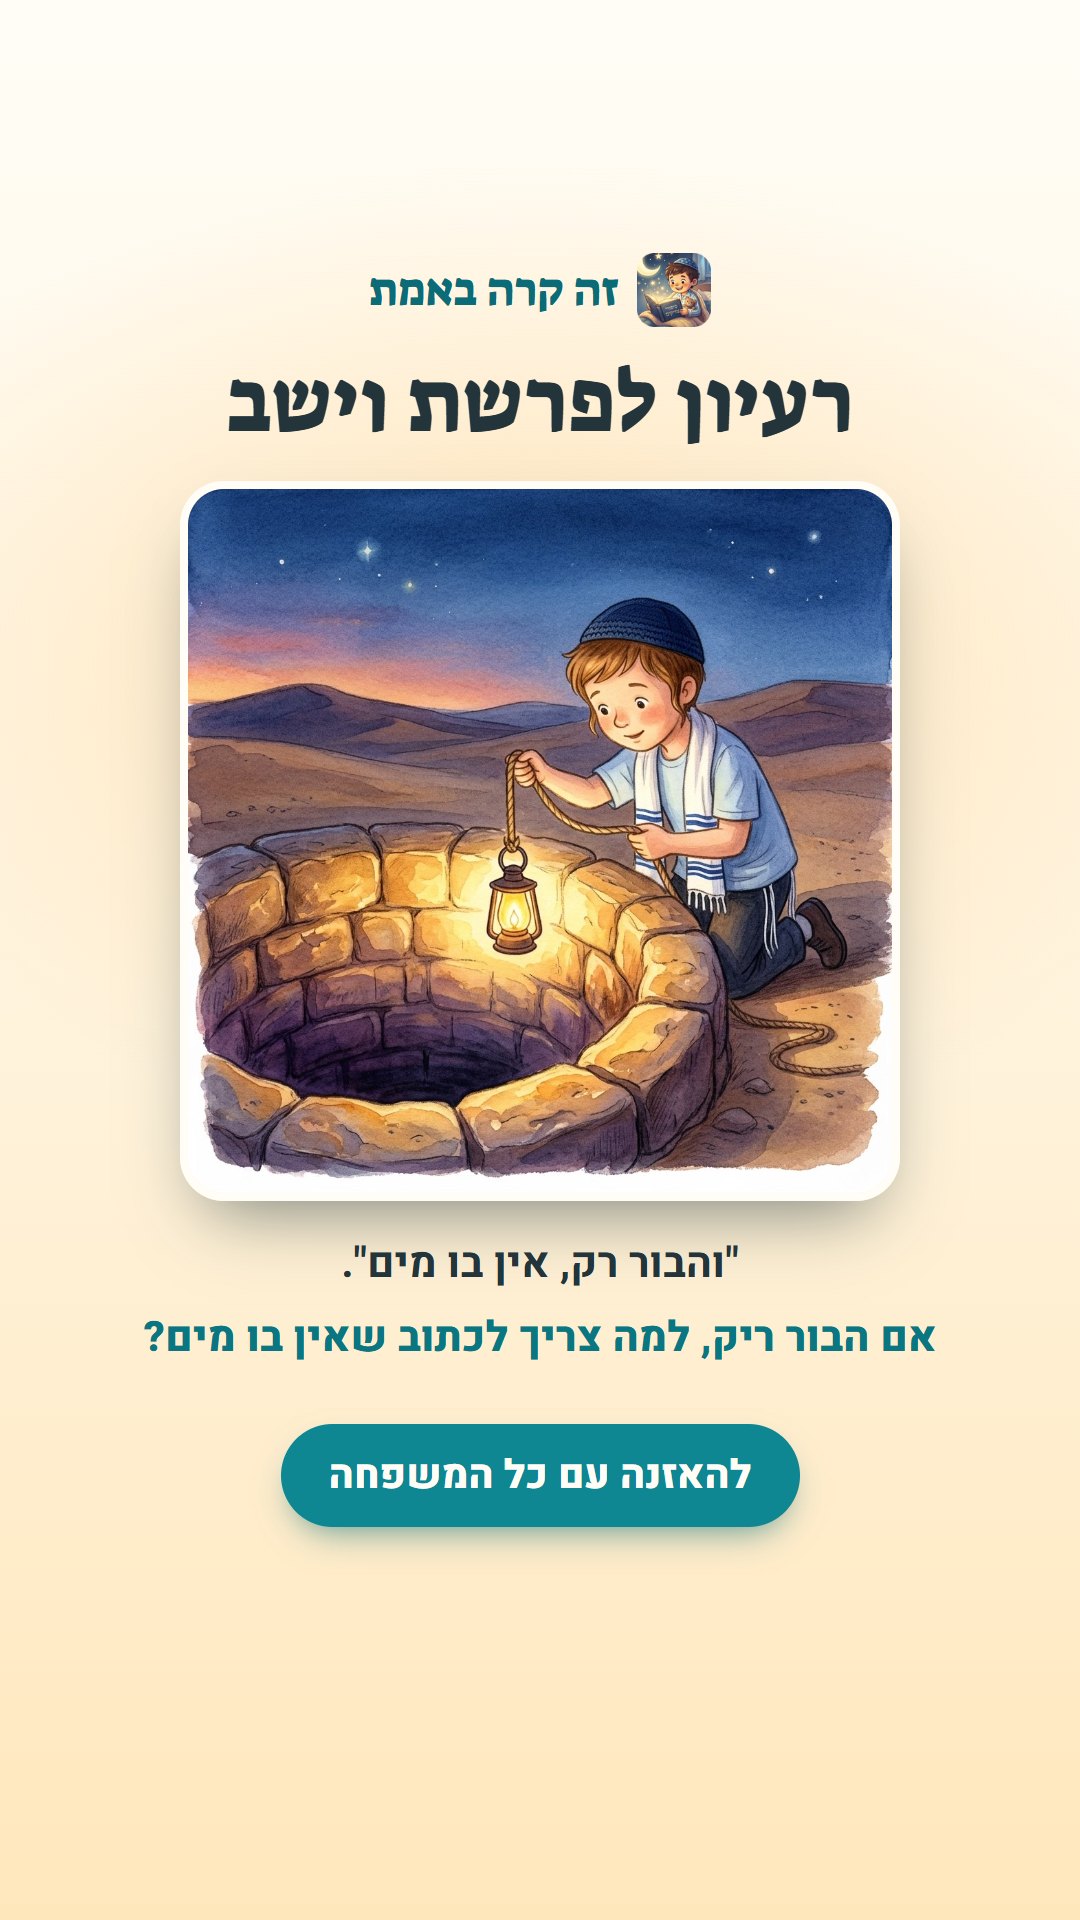 זה קרה באמת
רעיון לפרשת וישב
"והבור רק, אין בו מים".
אם הבור ריק, למה צריך לכתוב שאין בו מים?
להאזנה עם כל המשפחה